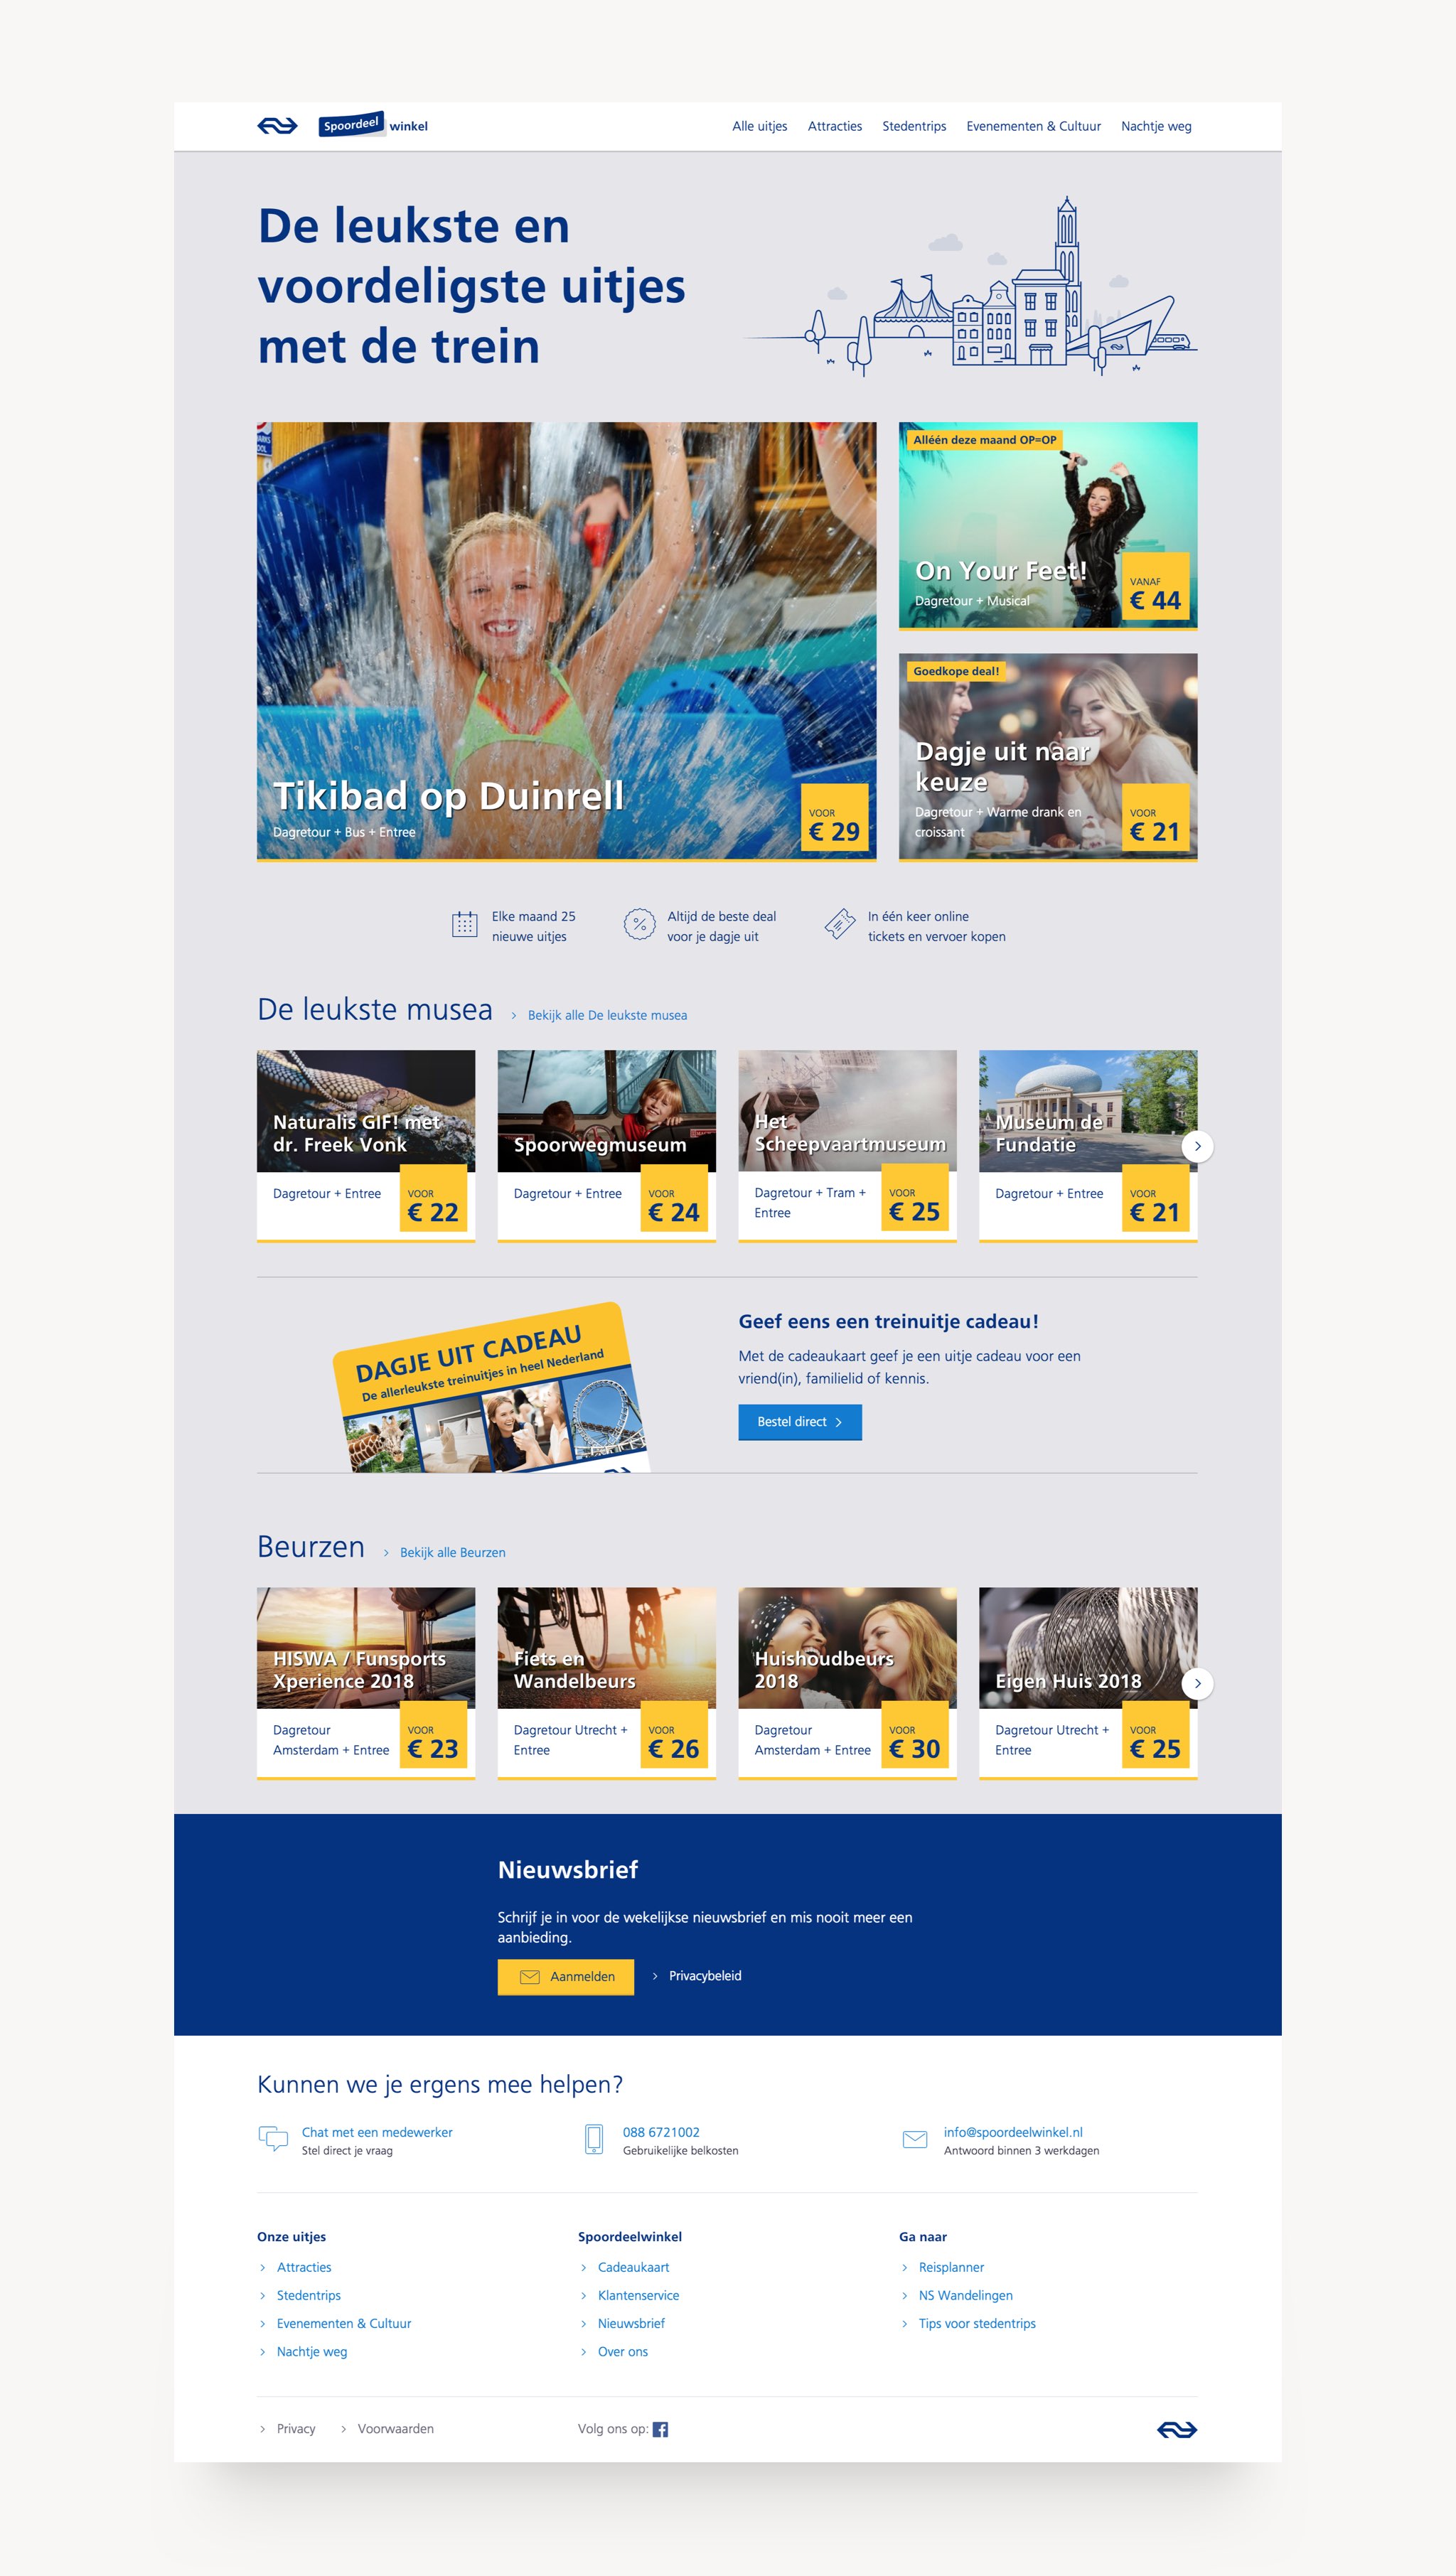 Spoordeel winkel
Alle uitjes Attracties Stedentrips Evenementen & Cultuur Nachtje weg
De leukste en
voordeligste uitjes
met de trein
Tikibad op Duinrell
Dagretour + Bus + Entree
VOOR
€ 29
Alléén deze maand OP=OP
On Your Feet!
Dagretour + Musical
VANAF
€ 44
Goedkope deal!
Dagje uit naar
keuze
Dagretour + Warme drank en
croissant
VOOR
€ 21
Elke maand 25
nieuwe uitjes
Altijd de beste deal
voor je dagje uit
In één keer online
tickets en vervoer kopen
De leukste musea
Bekijk alle De leukste musea
Naturalis GIF! met
dr. Freek Vonk
Dagretour + Entree
VOOR
€ 22
Spoorwegmuseum
Dagretour + Entree
VOOR
€ 24
Het
Scheepvaartmuseum
Dagretour + Tram +
Entree
VOOR
€ 25
Museum de
Fundatie
Dagretour + Entree
VOOR
€ 21
DAGJE UIT CADEAU
De allerleukste treinuitjes in heel Nederland
Geef eens een treinuitje cadeau!
Met de cadeaukaart geef je een uitje cadeau voor een
vriend(in), familielid of kennis.
Bestel direct
Beurzen
Bekijk alle Beurzen
HISWA / Funsports
Xperience 2018
Dagretour
Amsterdam + Entree
VOOR
€ 23
Fiets en
Wandelbeurs
Dagretour Utrecht +
Entree
VOOR
€ 26
Huishoudbeurs
2018
Dagretour
Amsterdam + Entree
VOOR
€ 30
Eigen Huis 2018
Dagretour Utrecht +
Entree
VOOR
€ 25
Nieuwsbrief
Schrijf je in voor de wekelijkse nieuwsbrief en mis nooit meer een
aanbieding.
Aanmelden
Privacybeleid
Kunnen we je ergens mee helpen?
Chat met een medewerker
Stel direct je vraag
088 6721002
Gebruikelijke belkosten
info@spoordeelwinkel.nl
Antwoord binnen 3 werkdagen
Onze uitjes
Attracties
Stedentrips
Evenementen & Cultuur
Nachtje weg
Spoordeelwinkel
Cadeaukaart
Klantenservice
Nieuwsbrief
Over ons
Ga naar
Reisplanner
NS Wandelingen
Tips voor stedentrips
Privacy
Voorwaarden
Volg ons op: